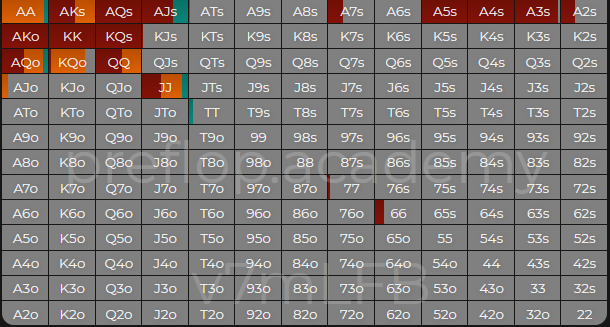 AA AKs AQs AJs ATs A9s A8s A7s A6s A5s A4s A3s A2s
AKo KK KQs KJs KTs K9s K8s K7s K6s K5s K4s K3s K2s
AQo KQo QQ QJs QTs Q9s Q8s Q7s Q6s Q5s Q4s Q3s Q2s
AJo KJo QJo JJ JTs J9s J8s J7s J6s J5s J4s J3s J2s
ATo KTo QTo JTo TT T9s T8s T7s T6s T5s T4s T3s T2s
A9o K9o Q9o J9o T9o 99 98s 97s 96s 95s 94s 93s 92s
A8o K8o Q8o J8o T8o 98o 88 87s 86s 85s 84s 83s 82s
preflop.academy
A7o K7o Q7o J7o T7o 97o 87o 77 76s 75s 74s 73s 72s
A6o K6o Q6o J6o T6o 96o 86o 76o 66 65s 64s 63s 62s
A5o K5o Q5o J5o T5o 95o 85o 75o 65o 55 54s 53s 52s
A4o K4o Q4o J4o T4o 94o 84o 74o 64o 54o 44 43s 42s
v7mLFB
A3o K3o Q3o J3o T3o 93o 83o 73o 63o 53o 43o 33 32s
A2o K2o Q2o J2o T2o 92o 82o 72o 62o 52o 42o 32o 22